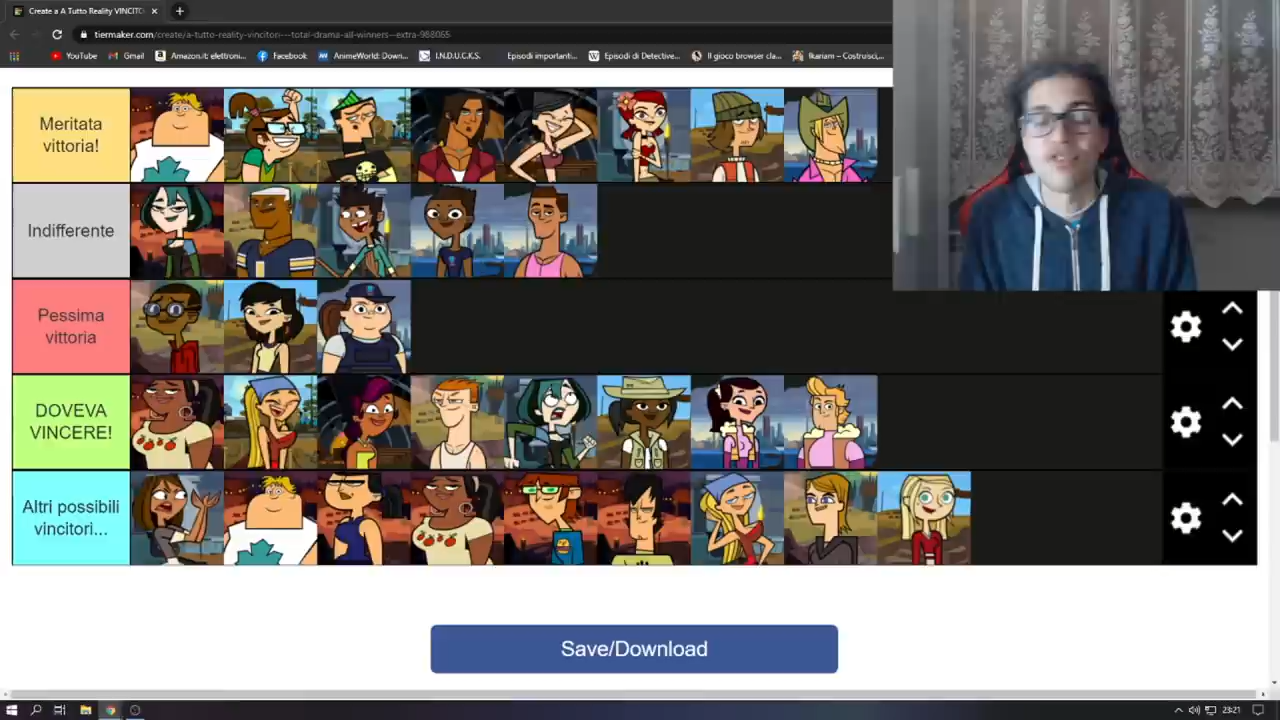 Create a A Tutto Reality VINCITO
tiermaker.com/create/a-tutto-reality-vincitori---total-drama-all-winners--extra-988065
YouTube
Gmail
Amazon.it: elettroni...
Facebook
AnimeWorld: Down...
I.N.D.U.C.K.S.
Episodi importanti...
Episodi di Detective...
Il gioco browser cla...
Ikariam – Costruisci,...
Meritata
vittoria!
Indifferente
Pessima
vittoria
DOVEVA
VINCERE!
Altri possibili
vincitori...
Save/Download
23:21